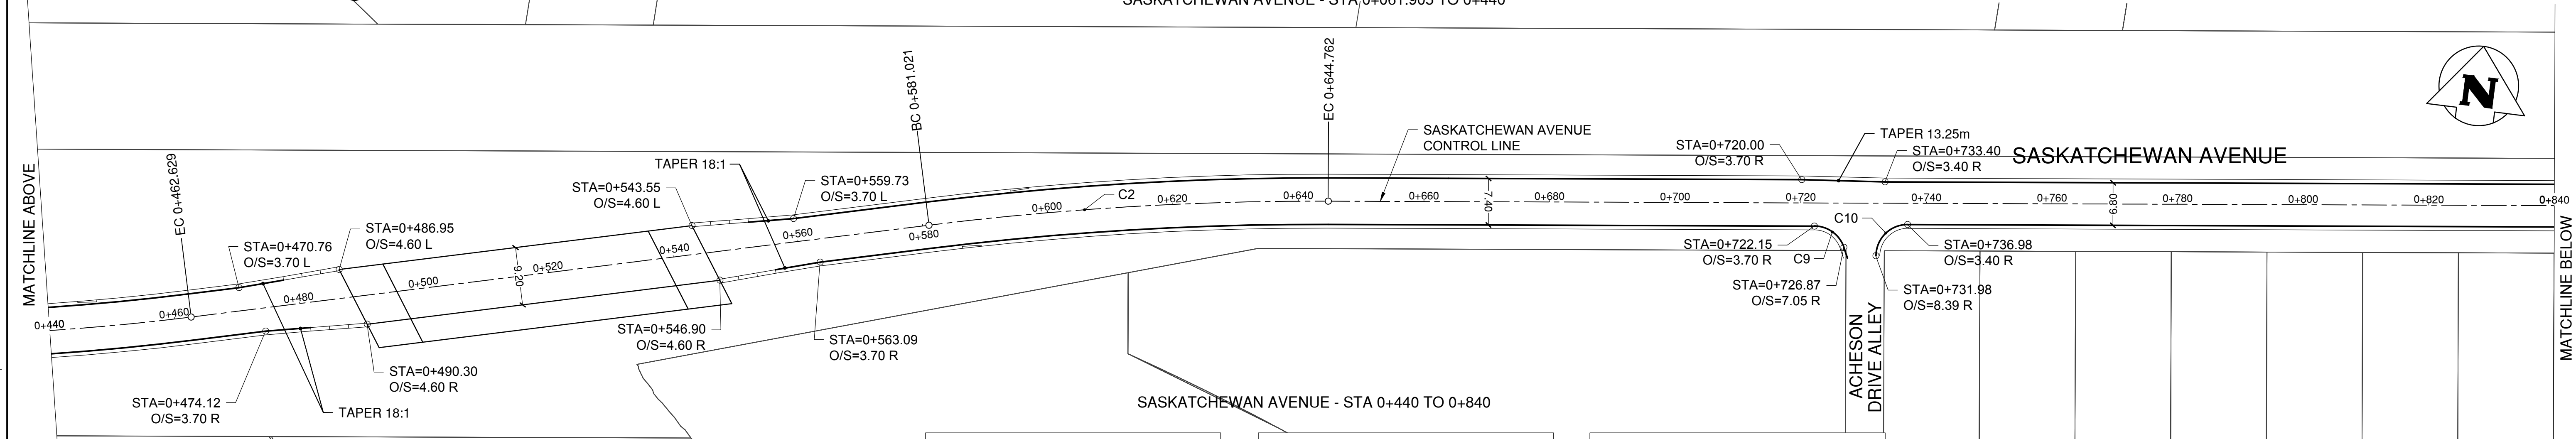 SASKATCHEWAN AVENUE - STA 0+061.905 TO 0+440
MATCHLINE ABOVE
EC 0+462.629
STA=0+470.76
O/S=3.70 L
STA=0+486.95
O/S=4.60 L
STA=0+543.55
O/S=4.60 L
TAPER 18:1
STA=0+559.73
O/S=3.70 L
BC 0+581.021
C2
EC 0+644.762
SASKATCHEWAN AVENUE
CONTROL LINE
7.40
STA=0+720.00
O/S=3.70 R
TAPER 13.25m
STA=0+733.40
O/S=3.40 R
SASKATCHEWAN AVENUE
N
6.80
0+440
0+460
0+480
0+500
0+520
0+540
0+560
0+580
0+600
0+620
0+640
0+660
0+680
0+700
0+720
0+740
0+760
0+780
0+800
0+820
0+840
9.20
STA=0+474.12
O/S=3.70 R
TAPER 18:1
STA=0+490.30
O/S=4.60 R
STA=0+546.90
O/S=4.60 R
STA=0+563.09
O/S=3.70 R
STA=0+722.15
O/S=3.70 R
C9
C10
STA=0+726.87
O/S=7.05 R
STA=0+736.98
O/S=3.40 R
STA=0+731.98
O/S=8.39 R
ACHESON
DRIVE ALLEY
MATCHLINE BELOW
SASKATCHEWAN AVENUE - STA 0+440 TO 0+840